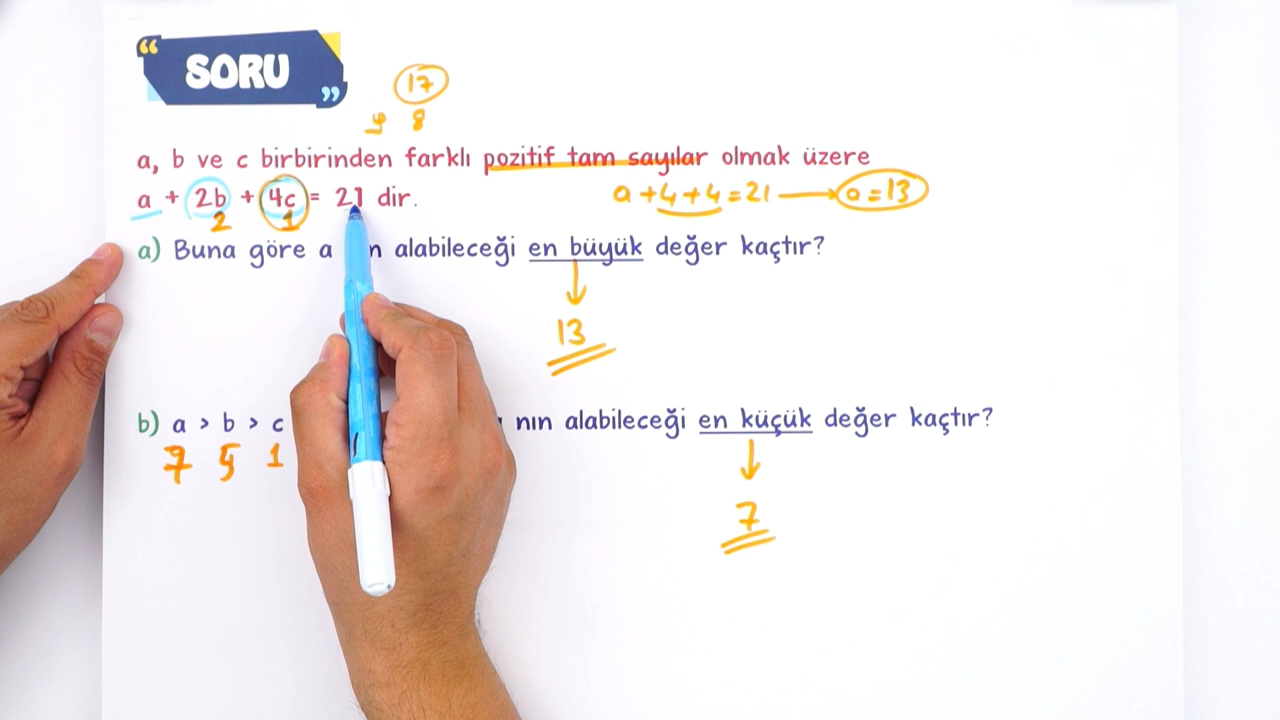 “ SORU ”
17
9 8
a, b ve c birbirinden farklı pozitif tam sayılar olmak üzere
a + 2b + 4c = 21 dir.
2 1
a + 4 + 4 = 21 → a = 13
a) Buna göre a n alabileceği en büyük değer kaçtır?
13
b) a > b > c nın alabileceği en küçük değer kaçtır?
7 5 1
7